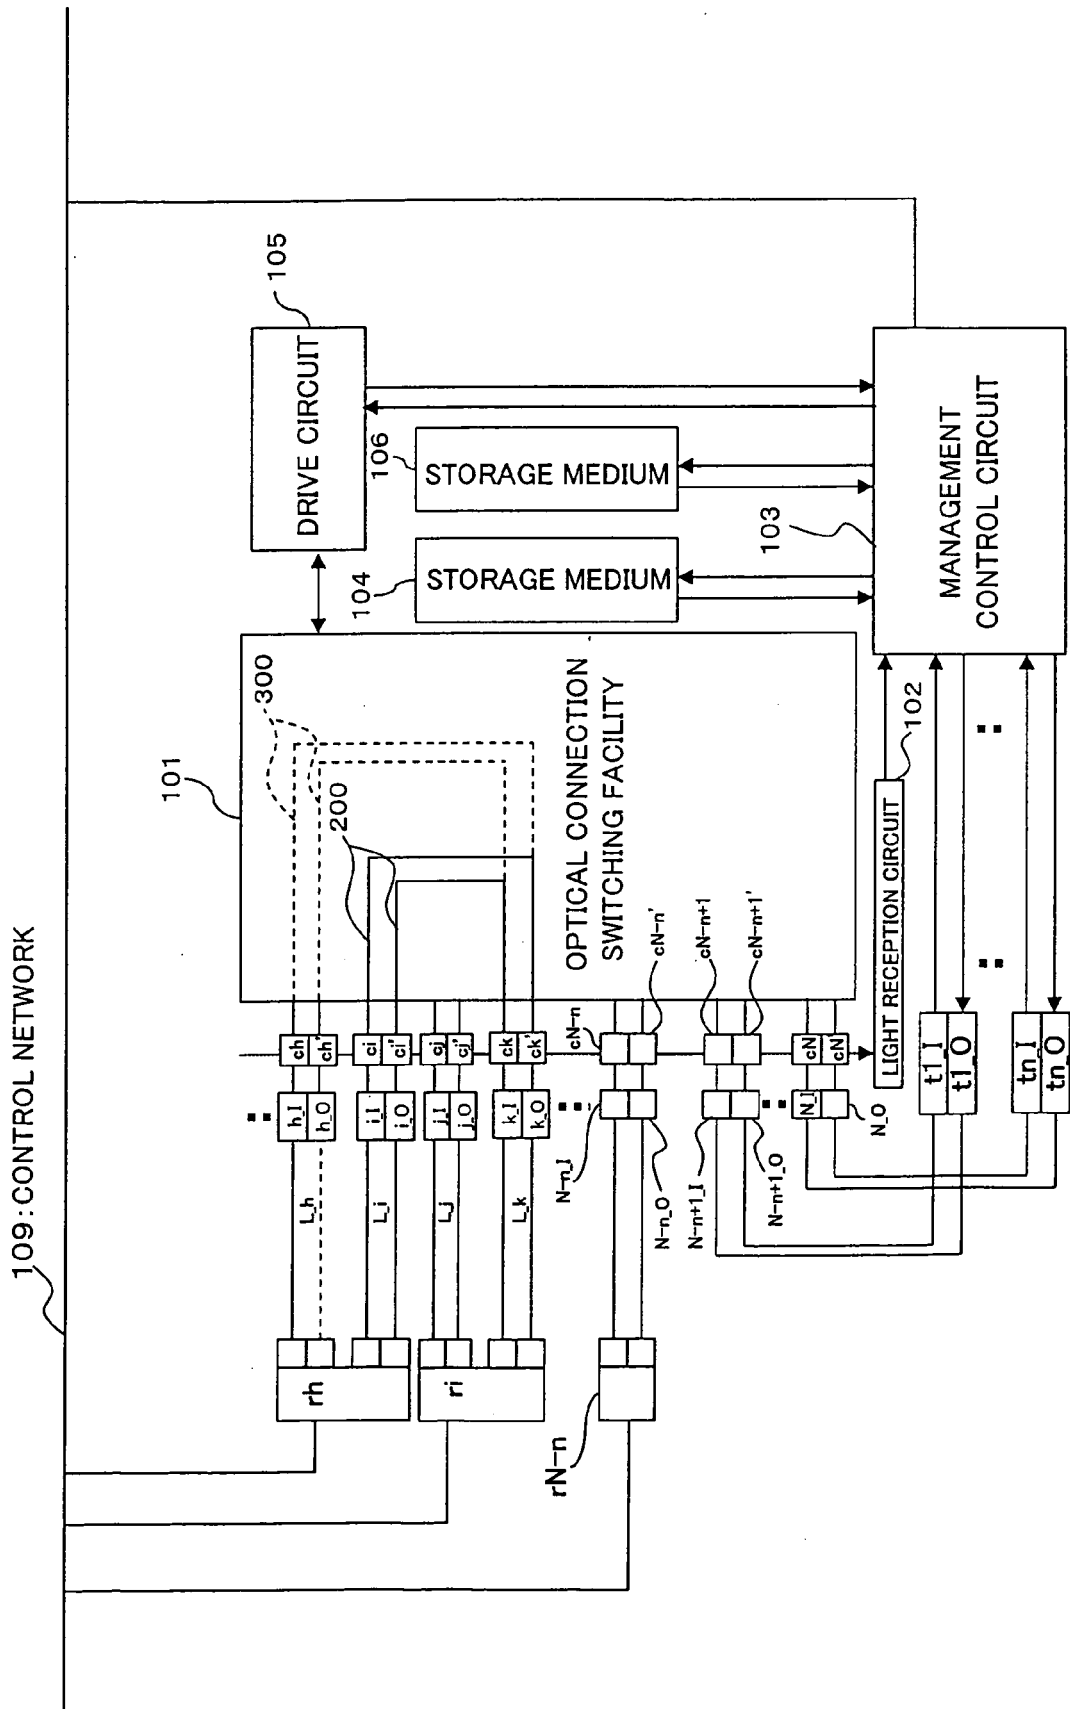 109:CONTROL NETWORK
101
300
200
OPTICAL CONNECTION
SWITCHING FACILITY
105
DRIVE CIRCUIT
106
STORAGE MEDIUM
104
STORAGE MEDIUM
103
MANAGEMENT
CONTROL CIRCUIT
102
LIGHT RECEPTION CIRCUIT
ch
ch'
ci
ci'
cj
cj'
ck
ck'
cN-n
cN-n'
cN-n+1
cN-n+1'
cN
cN'
h_I
h_O
i_I
i_O
j_I
j_O
k_I
k_O
N-n_I
N-n_O
N-n+1_I
N-n+1_O
N_I
N_O
L_h
L_i
L_j
L_k
rh
ri
rN-n
t1_I
t1_O
tn_I
tn_O